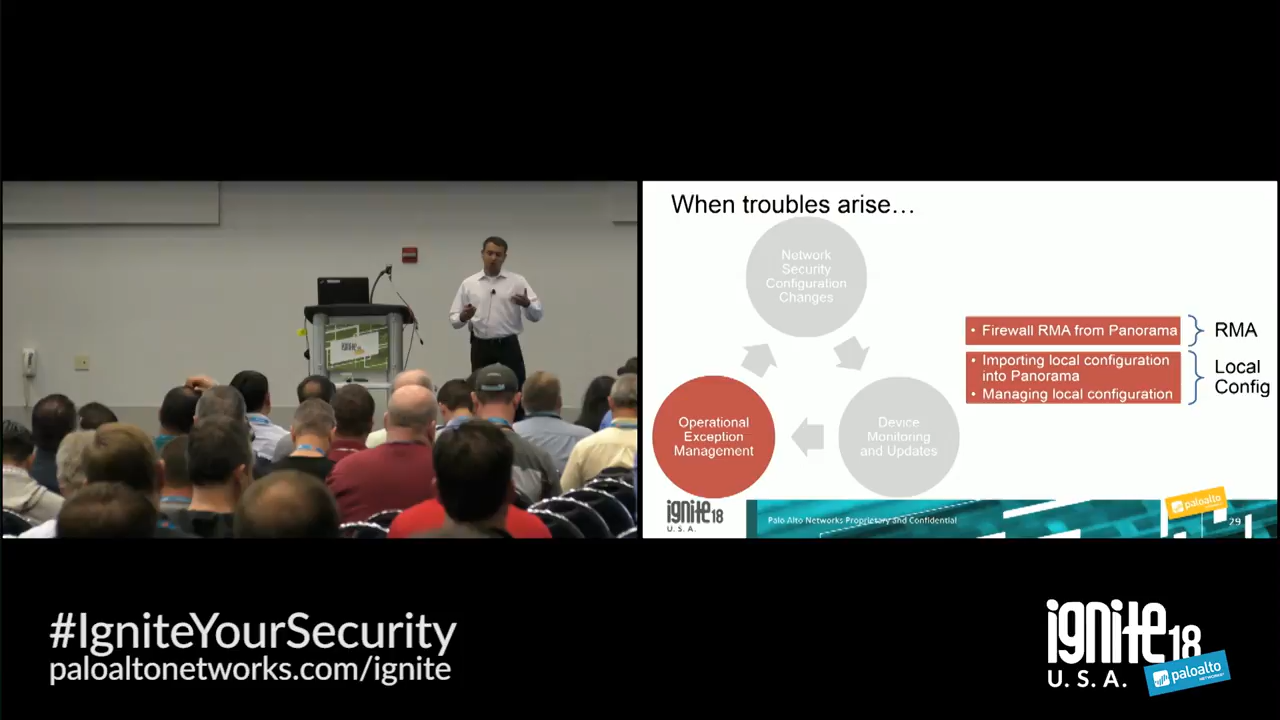 When troubles arise…
Network
Security
Configuration
Changes
• Firewall RMA from Panorama
RMA
• Importing local configuration
into Panorama
• Managing local configuration
Local
Config
Operational
Exception
Management
Device
Monitoring
and Updates
ignite18
U. S. A.
Palo Alto Networks Proprietary and Confidential
paloalto
29
#IgniteYourSecurity
paloaltonetworks.com/ignite
ignite18
U. S. A.
paloalto
NETWORKS